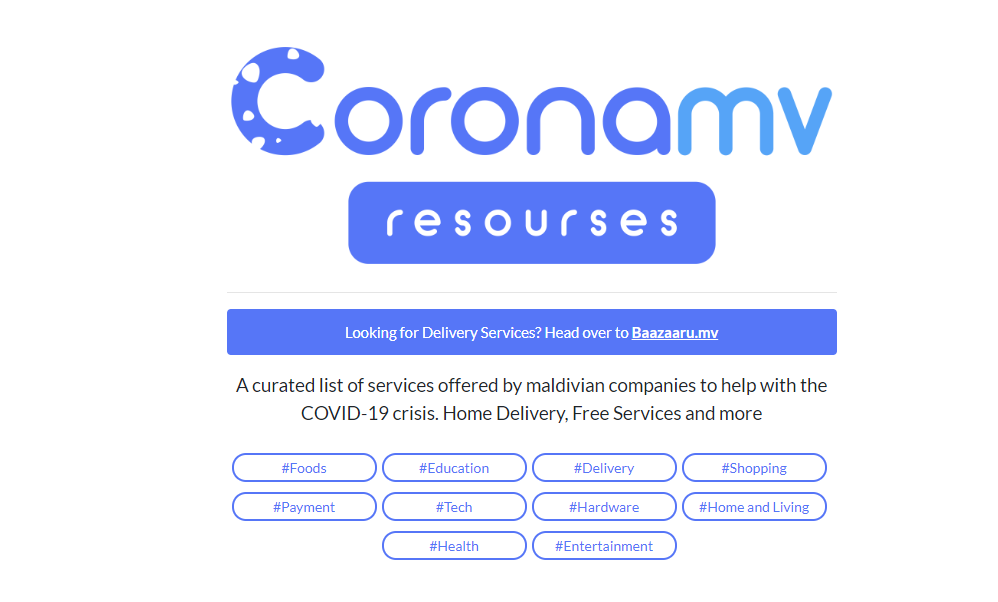 Coronamv
resourses
Looking for Delivery Services? Head over to Baazaaru.mv
A curated list of services offered by maldivian companies to help with the
COVID-19 crisis. Home Delivery, Free Services and more
#Foods #Education #Delivery #Shopping
#Payment #Tech #Hardware #Home and Living
#Health #Entertainment